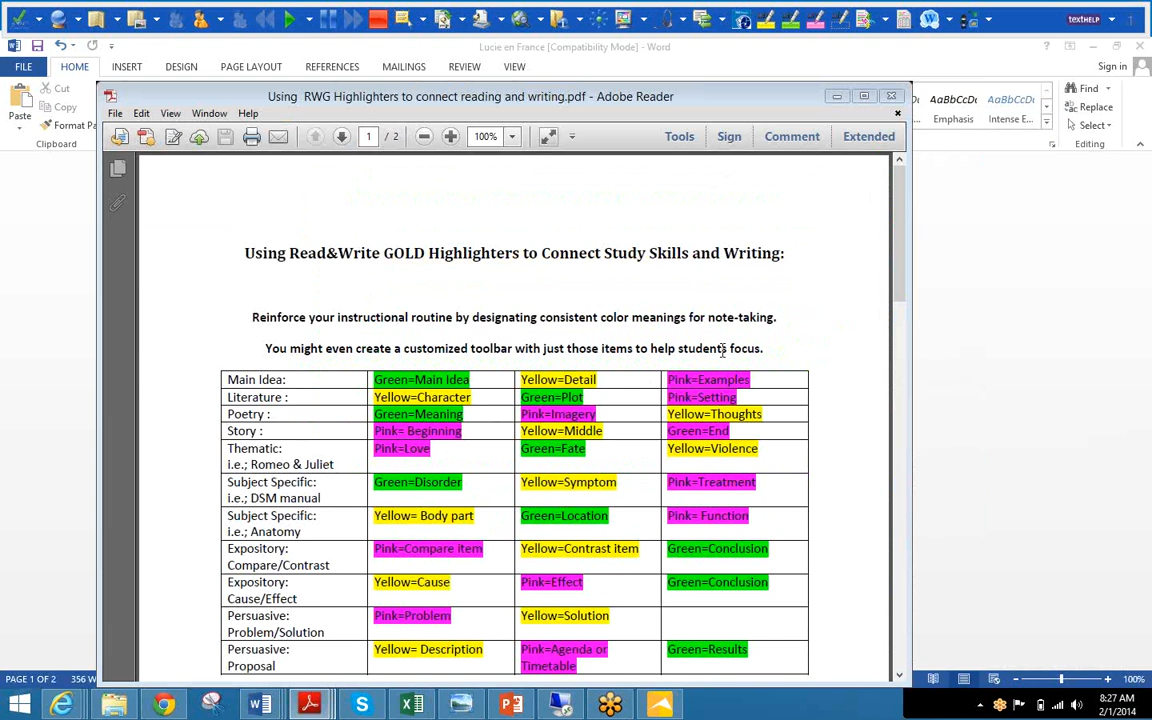 TEXTHELP
Lucie en France [Compatibility Mode] - Word
FILE HOME INSERT DESIGN PAGE LAYOUT REFERENCES MAILINGS REVIEW VIEW Sign in
Cut
Copy
Format Pa
Paste
Clipboard
AaBbCcDc AaBbCcDc
Emphasis Intense E...
Find
Replace
Select
Editing
Using RWG Highlighters to connect reading and writing.pdf - Adobe Reader
File Edit View Window Help
1 / 2 100% Tools Sign Comment Extended
Using Read&Write GOLD Highlighters to Connect Study Skills and Writing:
Reinforce your instructional routine by designating consistent color meanings for note-taking.
You might even create a customized toolbar with just those items to help students focus.
Main Idea: Green=Main Idea Yellow=Detail Pink=Examples
Literature : Yellow=Character Green=Plot Pink=Setting
Poetry : Green=Meaning Pink=Imagery Yellow=Thoughts
Story : Pink= Beginning Yellow=Middle Green=End
Thematic: Pink=Love Green=Fate Yellow=Violence
i.e.; Romeo & Juliet
Subject Specific: Green=Disorder Yellow=Symptom Pink=Treatment
i.e.; DSM manual
Subject Specific: Yellow= Body part Green=Location Pink= Function
i.e.; Anatomy
Expository: Pink=Compare item Yellow=Contrast item Green=Conclusion
Compare/Contrast
Expository: Yellow=Cause Pink=Effect Green=Conclusion
Cause/Effect
Persuasive: Pink=Problem Yellow=Solution
Problem/Solution
Persuasive: Yellow= Description Pink=Agenda or Green=Results
Proposal Timetable
PAGE 1 OF 2 356 W 100%
8:27 AM
2/1/2014